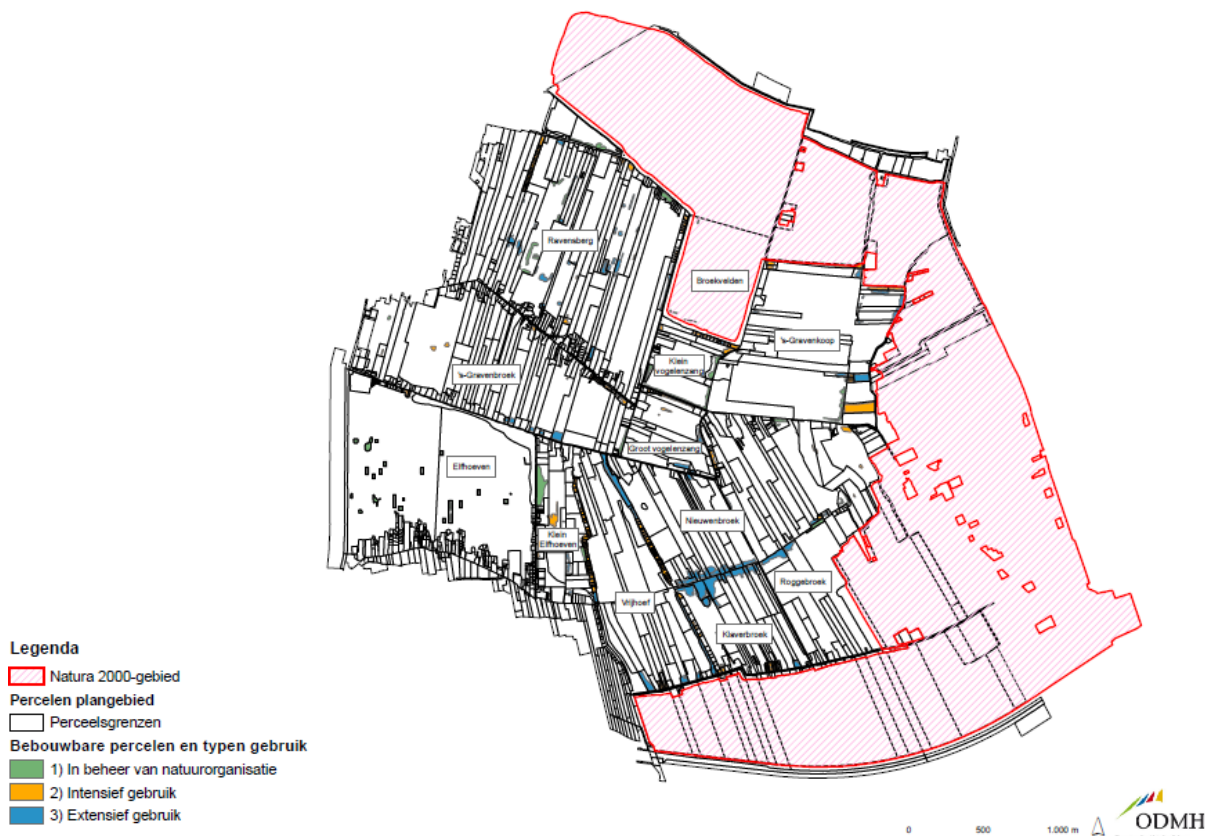 Ravensberg
Broekvelden
's-Gravenkoop
Klein
vogelenzang
's-Gravenbroek
Groot vogelenzang
Elfhoeven
Nieuwenbroek
Klein
Elfhoeven
Roggebroek
Vrijhoef
Klaverbroek
Legenda
Natura 2000-gebied
Percelen plangebied
Perceelsgrenzen
Bebouwbare percelen en typen gebruik
1) In beheer van natuurorganisatie
2) Intensief gebruik
3) Extensief gebruik
0 500 1.000 m
ODMH